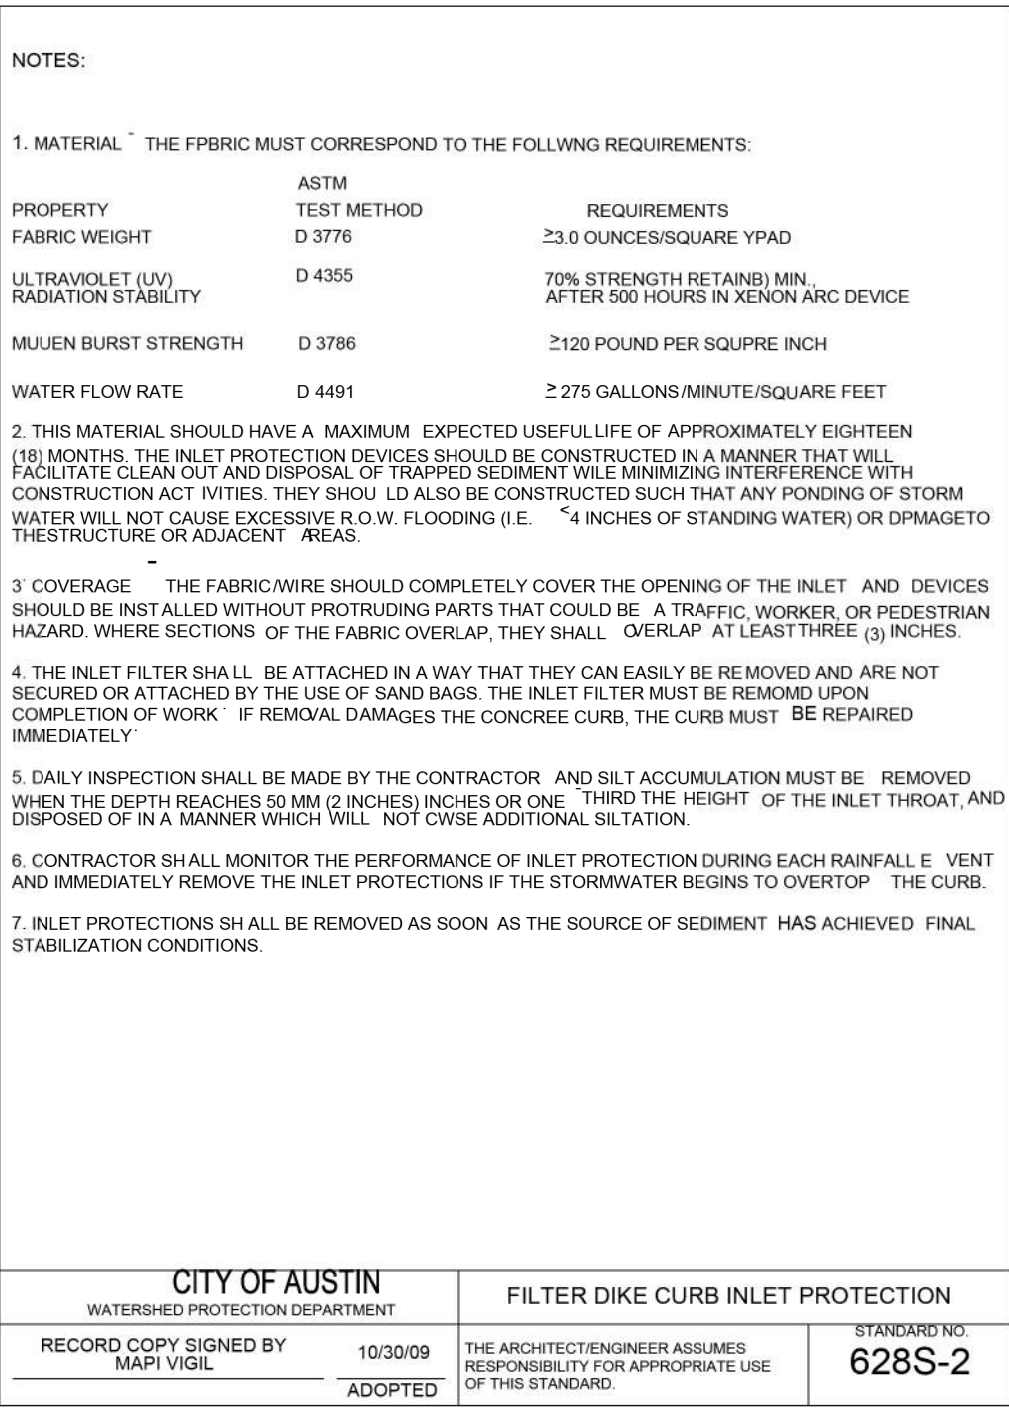 NOTES:
1. MATERIAL - THE FPBRIC MUST CORRESPOND TO THE FOLLWNG REQUIREMENTS:
ASTM
PROPERTY TEST METHOD REQUIREMENTS
FABRIC WEIGHT D 3776 ≥3.0 OUNCES/SQUARE YPAD
ULTRAVIOLET (UV) D 4355 70% STRENGTH RETAINB) MIN.,
RADIATION STABILITY AFTER 500 HOURS IN XENON ARC DEVICE
MUUEN BURST STRENGTH D 3786 ≥120 POUND PER SQUPRE INCH
WATER FLOW RATE D 4491 ≥ 275 GALLONS/MINUTE/SQUARE FEET
2. THIS MATERIAL SHOULD HAVE A MAXIMUM EXPECTED USEFUL LIFE OF APPROXIMATELY EIGHTEEN
(18) MONTHS. THE INLET PROTECTION DEVICES SHOULD BE CONSTRUCTED IN A MANNER THAT WILL
FACILITATE CLEAN OUT AND DISPOSAL OF TRAPPED SEDIMENT WILE MINIMIZING INTERFERENCE WITH
CONSTRUCTION ACT IVITIES. THEY SHOU LD ALSO BE CONSTRUCTED SUCH THAT ANY PONDING OF STORM
WATER WILL NOT CAUSE EXCESSIVE R.O.W. FLOODING (I.E. <4 INCHES OF STANDING WATER) OR DPMAGETO
THESTRUCTURE OR ADJACENT AREAS.
3. COVERAGE - THE FABRIC/WIRE SHOULD COMPLETELY COVER THE OPENING OF THE INLET AND DEVICES
SHOULD BE INST ALLED WITHOUT PROTRUDING PARTS THAT COULD BE A TRAFFIC, WORKER, OR PEDESTRIAN
HAZARD. WHERE SECTIONS OF THE FABRIC OVERLAP, THEY SHALL OVERLAP AT LEAST THREE (3) INCHES.
4. THE INLET FILTER SHA LL BE ATTACHED IN A WAY THAT THEY CAN EASILY BE REMOVED AND ARE NOT
SECURED OR ATTACHED BY THE USE OF SAND BAGS. THE INLET FILTER MUST BE REMOMD UPON
COMPLETION OF WORK. IF REMOVAL DAMAGES THE CONCREE CURB, THE CURB MUST BE REPAIRED
IMMEDIATELY.
5. DAILY INSPECTION SHALL BE MADE BY THE CONTRACTOR AND SILT ACCUMULATION MUST BE REMOVED
WHEN THE DEPTH REACHES 50 MM (2 INCHES) INCHES OR ONE -THIRD THE HEIGHT OF THE INLET THROAT, AND
DISPOSED OF IN A MANNER WHICH WILL NOT CWSE ADDITIONAL SILTATION.
6. CONTRACTOR SH ALL MONITOR THE PERFORMANCE OF INLET PROTECTION DURING EACH RAINFALL E VENT
AND IMMEDIATELY REMOVE THE INLET PROTECTIONS IF THE STORMWATER BEGINS TO OVERTOP THE CURB.
7. INLET PROTECTIONS SH ALL BE REMOVED AS SOON AS THE SOURCE OF SEDIMENT HAS ACHIEVED FINAL
STABILIZATION CONDITIONS.
CITY OF AUSTIN
WATERSHED PROTECTION DEPARTMENT
FILTER DIKE CURB INLET PROTECTION
RECORD COPY SIGNED BY
MAPI VIGIL
10/30/09
ADOPTED
THE ARCHITECT/ENGINEER ASSUMES
RESPONSIBILITY FOR APPROPRIATE USE
OF THIS STANDARD.
STANDARD NO.
628S-2